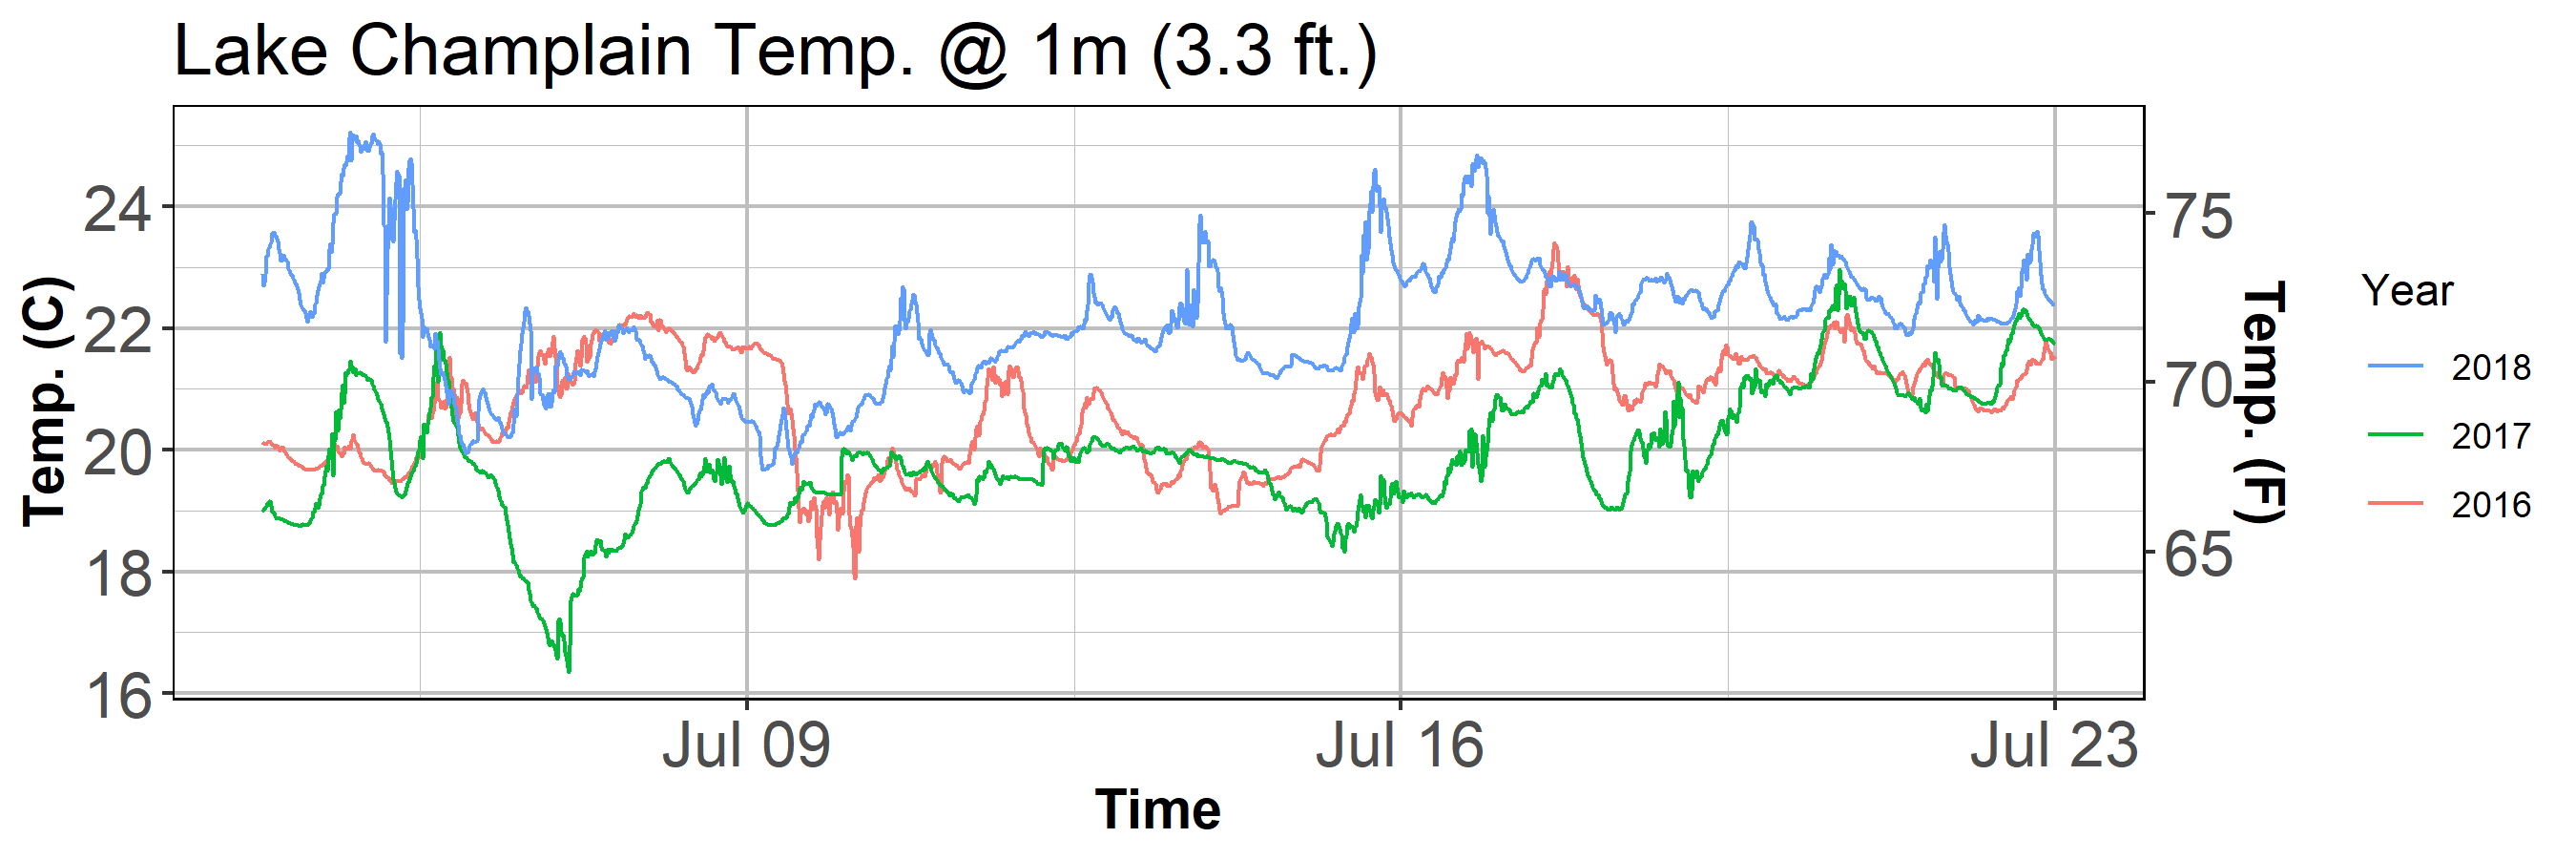 Lake Champlain Temp. @ 1m (3.3 ft.)
Temp. (C)
24
22
20
18
16
75
70
65
Temp. (F)
Jul 09
Jul 16
Jul 23
Time
Year
2018
2017
2016